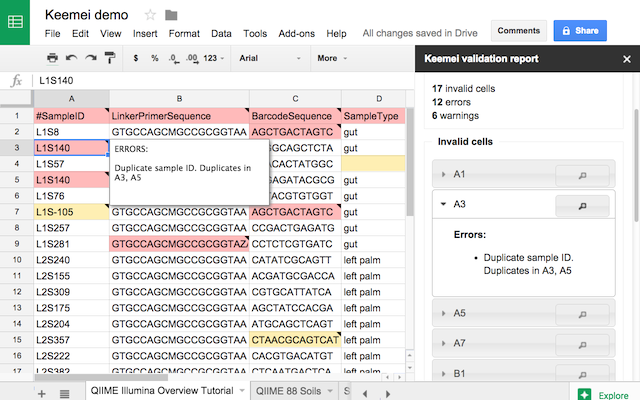 Keemei demo
File Edit View Insert Format Data Tools Add-ons Help All changes saved in Drive
Comments
Share
$ % .0 .00 123 Arial More
fx L1S140
A B C D
1 #SampleID LinkerPrimerSequence BarcodeSequence SampleType
2 L1S8 GTGCCAGCMGCCGCGGTAA AGCTGACTAGTC gut
3 L1S140 GCAGCTA gut
4 L1S57 ACACTATGGC
5 L1S140 GAGATACGCG gut
6 L1S76 TACGTGTGGT gut
7 L1S-105 GTGCCAGCMGCCGCGGTAA AGCTGACTAGTC gut
8 L1S257 GTGCCAGCMGCCGCGGTAA CCGACTGAGATG gut
9 L1S281 GTGCCAGCMGCCGCGGTAZ CCTCTCGTGATC gut
10 L2S240 GTGCCAGCMGCCGCGGTAA CATATCGCAGTT left palm
11 L2S155 GTGCCAGCMGCCGCGGTAA ACGATGCGACCA left palm
12 L2S309 GTGCCAGCMGCCGCGGTAA CGTGCATTATCA left palm
13 L2S175 GTGCCAGCMGCCGCGGTAA AGCTATCCACGA left palm
14 L2S204 GTGCCAGCMGCCGCGGTAA ATGCAGCTCAGT left palm
15 L2S357 GTGCCAGCMGCCGCGGTAA CTAACGCAGTCAT left palm
16 L2S222 GTGCCAGCMGCCGCGGTAA CACGTGACATGT left palm
17 L2S382 GTGCCAGCMGCCGCGGTAA CTCAATGACTCA left palm
ERRORS:
Duplicate sample ID. Duplicates in
A3, A5
QIIME Illumina Overview Tutorial QIIME 88 Soils S
Keemei validation report
17 invalid cells
12 errors
6 warnings
Invalid cells
A1
A3
Errors:
Duplicate sample ID.
Duplicates in A3, A5
A5
A7
B1
Explore